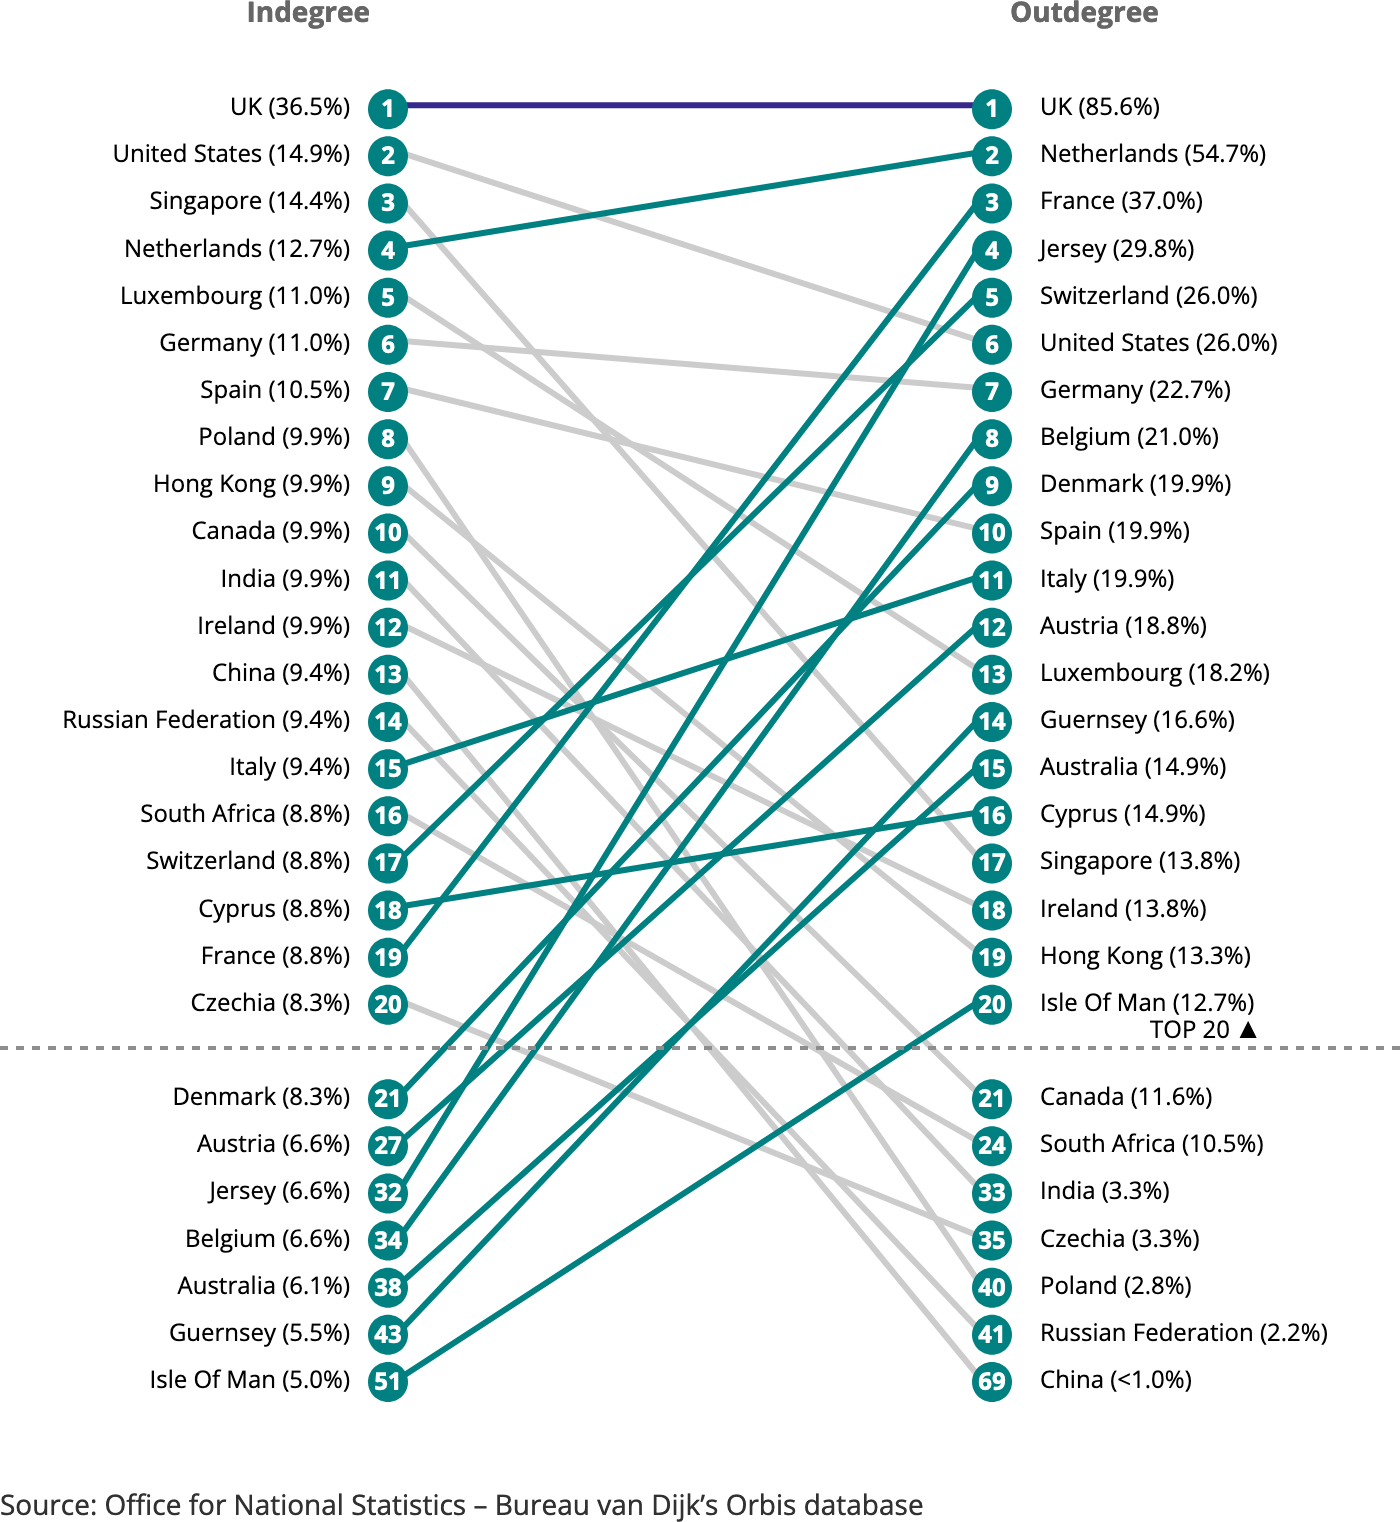 Indegree Outdegree
UK (36.5%) 1 1 UK (85.6%)
United States (14.9%) 2 2 Netherlands (54.7%)
Singapore (14.4%) 3 3 France (37.0%)
Netherlands (12.7%) 4 4 Jersey (29.8%)
Luxembourg (11.0%) 5 5 Switzerland (26.0%)
Germany (11.0%) 6 6 United States (26.0%)
Spain (10.5%) 7 7 Germany (22.7%)
Poland (9.9%) 8 8 Belgium (21.0%)
Hong Kong (9.9%) 9 9 Denmark (19.9%)
Canada (9.9%) 10 10 Spain (19.9%)
India (9.9%) 11 11 Italy (19.9%)
Ireland (9.9%) 12 12 Austria (18.8%)
China (9.4%) 13 13 Luxembourg (18.2%)
Russian Federation (9.4%) 14 14 Guernsey (16.6%)
Italy (9.4%) 15 15 Australia (14.9%)
South Africa (8.8%) 16 16 Cyprus (14.9%)
Switzerland (8.8%) 17 17 Singapore (13.8%)
Cyprus (8.8%) 18 18 Ireland (13.8%)
France (8.8%) 19 19 Hong Kong (13.3%)
Czechia (8.3%) 20 20 Isle Of Man (12.7%)
TOP 20 ▲
Denmark (8.3%) 21 21 Canada (11.6%)
Austria (6.6%) 27 24 South Africa (10.5%)
Jersey (6.6%) 32 33 India (3.3%)
Belgium (6.6%) 34 35 Czechia (3.3%)
Australia (6.1%) 38 40 Poland (2.8%)
Guernsey (5.5%) 43 41 Russian Federation (2.2%)
Isle Of Man (5.0%) 51 69 China (<1.0%)
Source: Office for National Statistics – Bureau van Dijk’s Orbis database